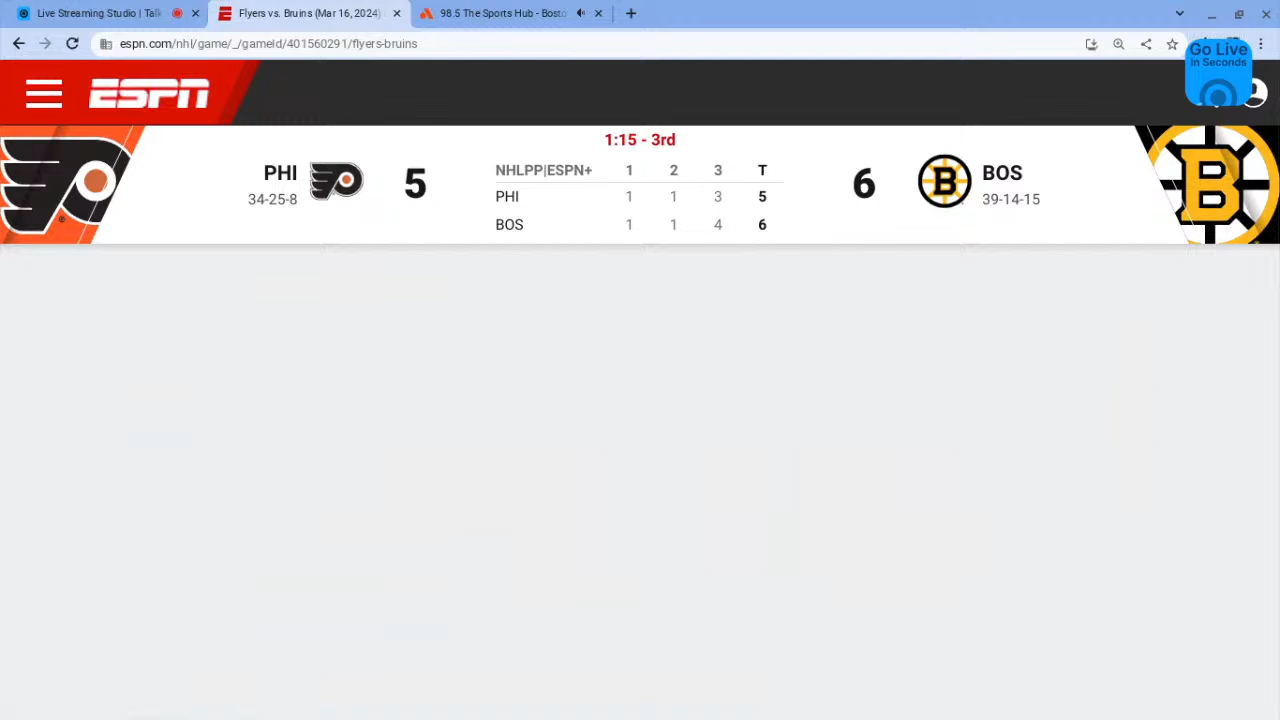 Live Streaming Studio | Talk
Flyers vs. Bruins (Mar 16, 2024)
98.5 The Sports Hub - Bosto
espn.com/nhl/game/_/gameId/401560291/flyers-bruins
Go Live
in Seconds
ESPN
1:15 - 3rd
PHI
34-25-8
5
NHLPP|ESPN+ 1 2 3 T
PHI 1 1 3 5
BOS 1 1 4 6
6
BOS
39-14-15
B
B